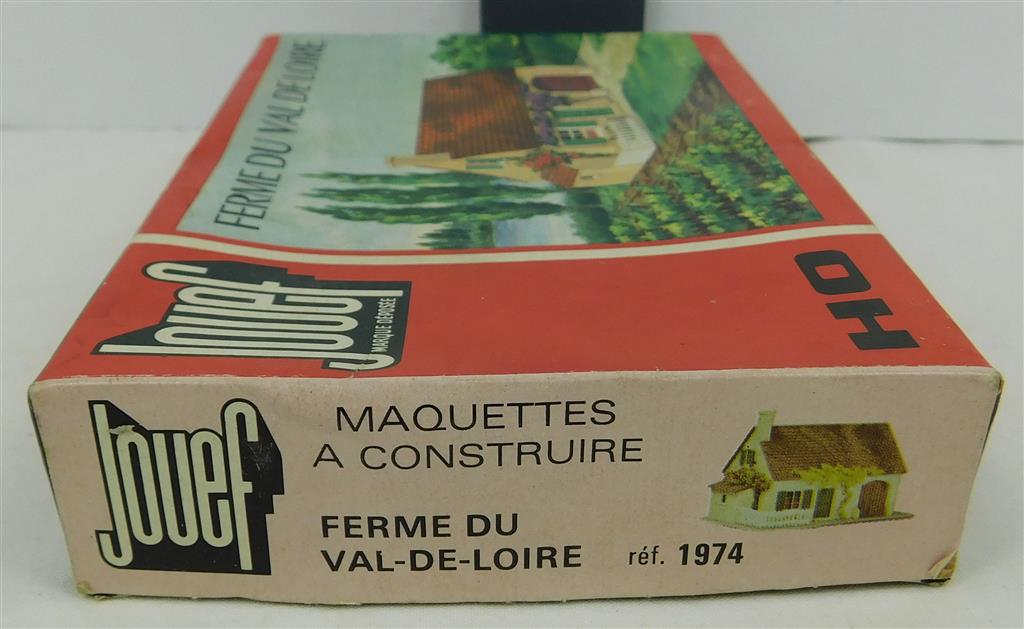 FERME DU VAL DE LOIRE
Jouef
MARQUE DÉPOSÉE
HO
Jouef
MAQUETTES
A CONSTRUIRE
FERME DU
VAL-DE-LOIRE réf. 1974